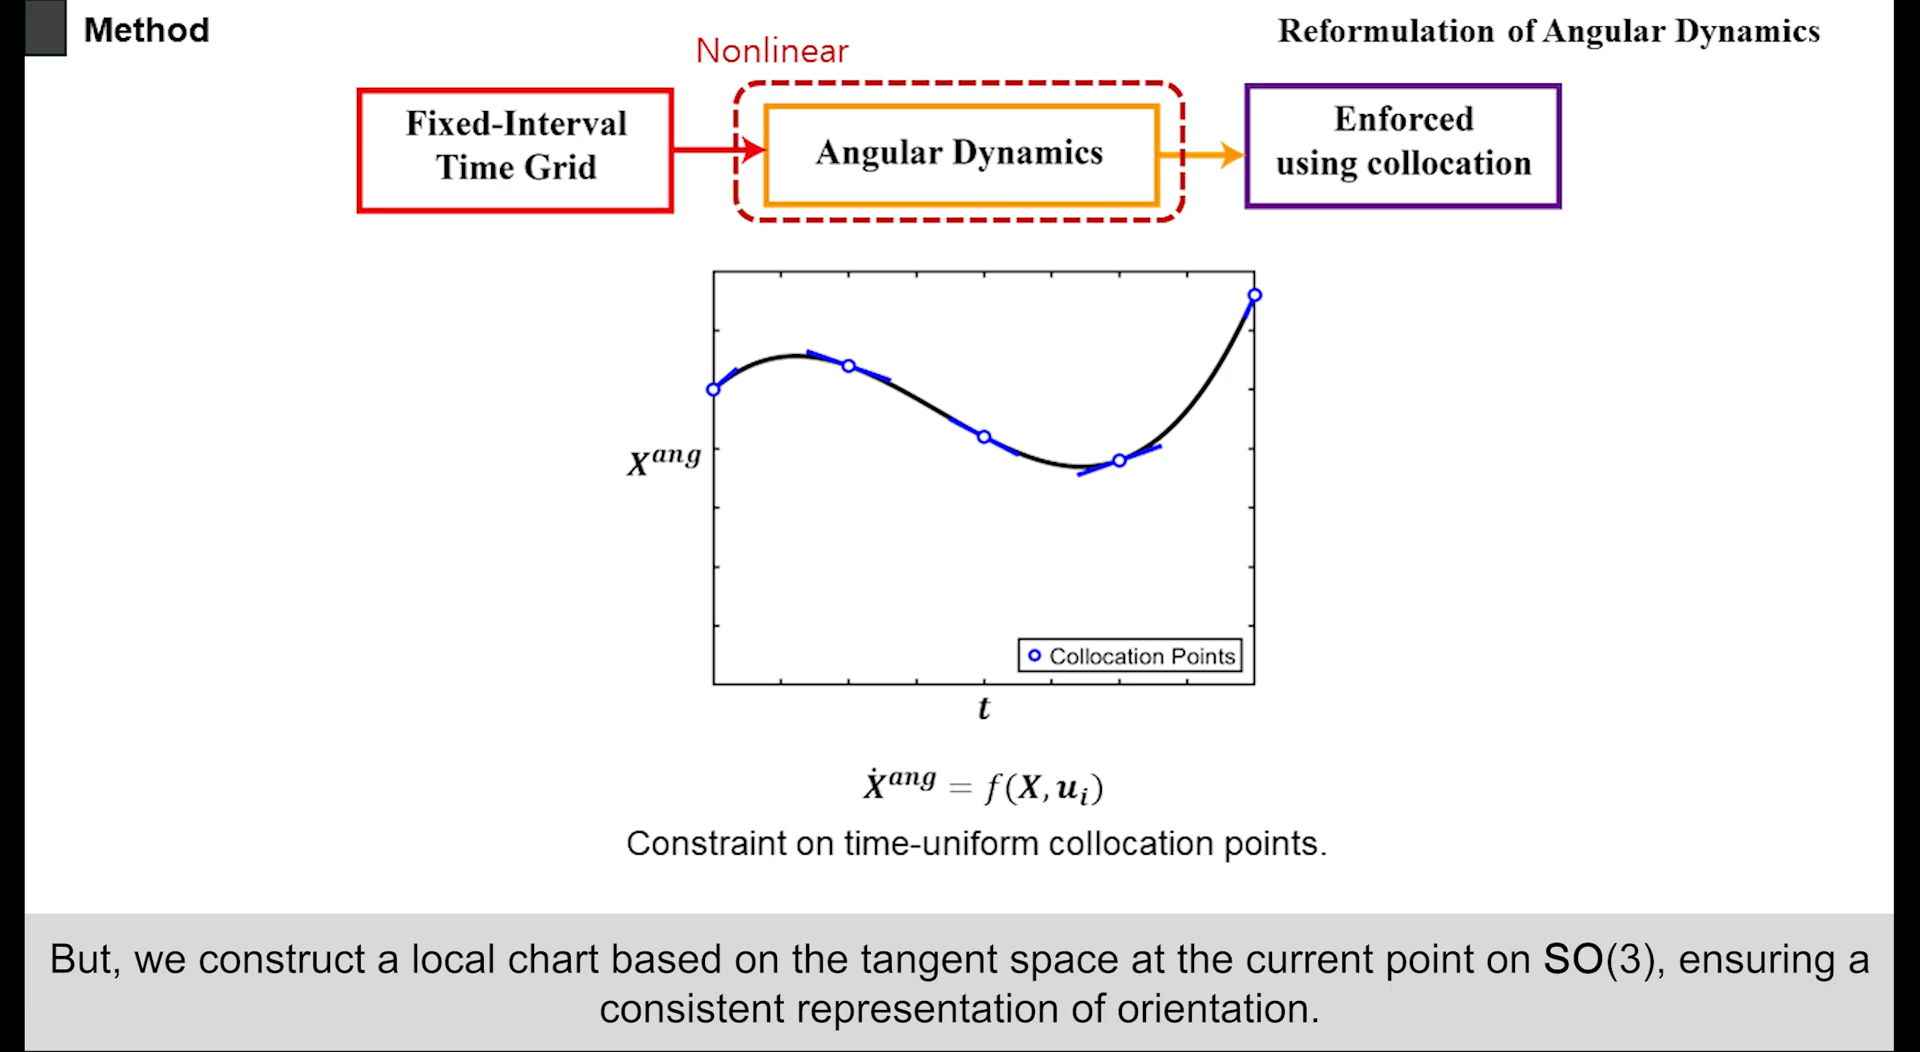 Method
Reformulation of Angular Dynamics
Nonlinear
Fixed-Interval
Time Grid
Angular Dynamics
Enforced
using collocation
X^ang
Collocation Points
t
Ẋ^ang = f(X, u_i)
Constraint on time-uniform collocation points.
But, we construct a local chart based on the tangent space at the current point on SO(3), ensuring a
consistent representation of orientation.